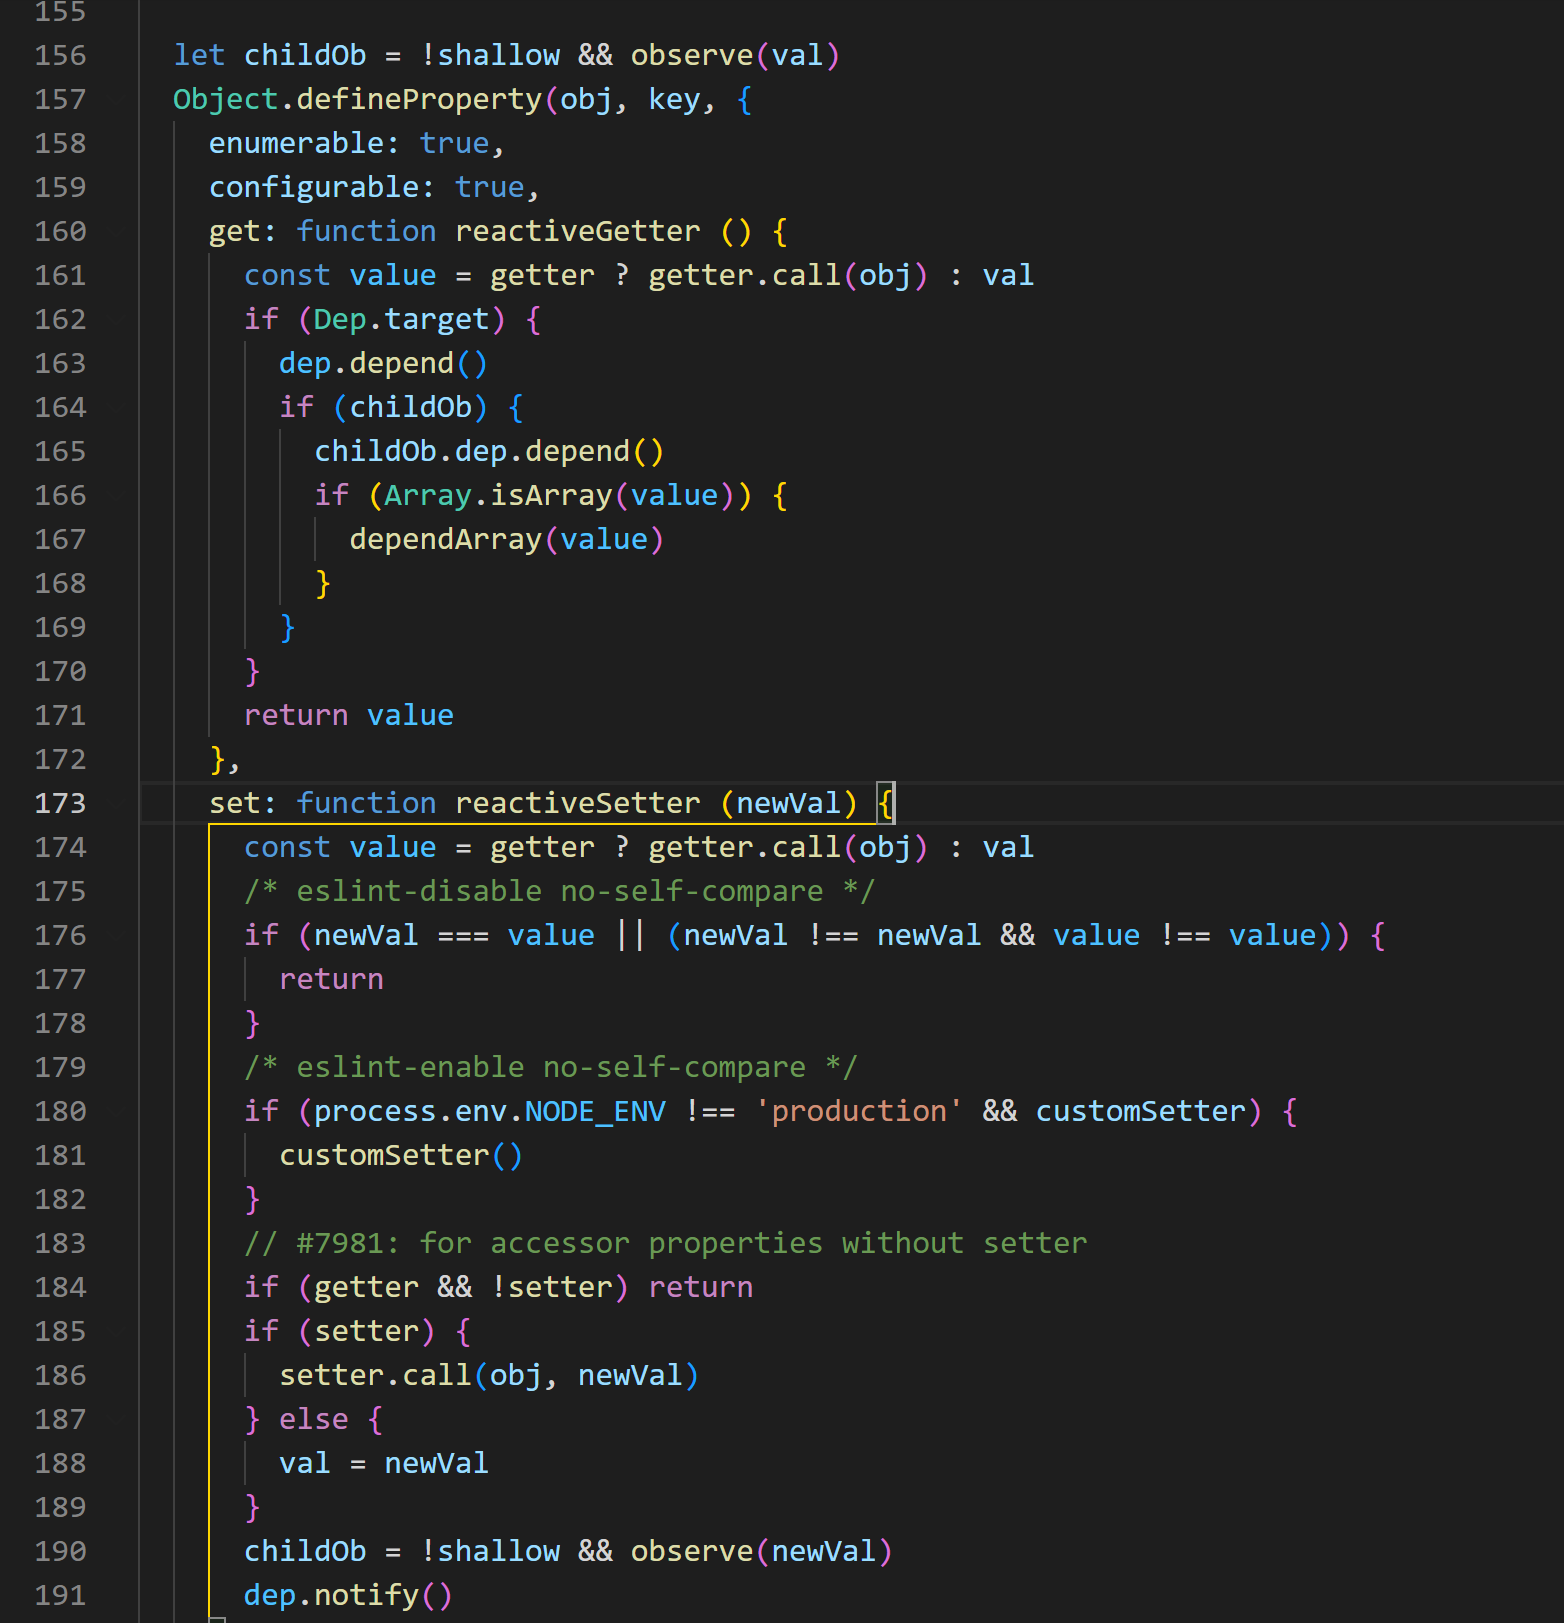 155
156 let childOb = !shallow && observe(val)
157 Object.defineProperty(obj, key, {
158 enumerable: true,
159 configurable: true,
160 get: function reactiveGetter () {
161 const value = getter ? getter.call(obj) : val
162 if (Dep.target) {
163 dep.depend()
164 if (childOb) {
165 childOb.dep.depend()
166 if (Array.isArray(value)) {
167 dependArray(value)
168 }
169 }
170 }
171 return value
172 },
173 set: function reactiveSetter (newVal) {
174 const value = getter ? getter.call(obj) : val
175 /* eslint-disable no-self-compare */
176 if (newVal === value || (newVal !== newVal && value !== value)) {
177 return
178 }
179 /* eslint-enable no-self-compare */
180 if (process.env.NODE_ENV !== 'production' && customSetter) {
181 customSetter()
182 }
183 // #7981: for accessor properties without setter
184 if (getter && !setter) return
185 if (setter) {
186 setter.call(obj, newVal)
187 } else {
188 val = newVal
189 }
190 childOb = !shallow && observe(newVal)
191 dep.notify()